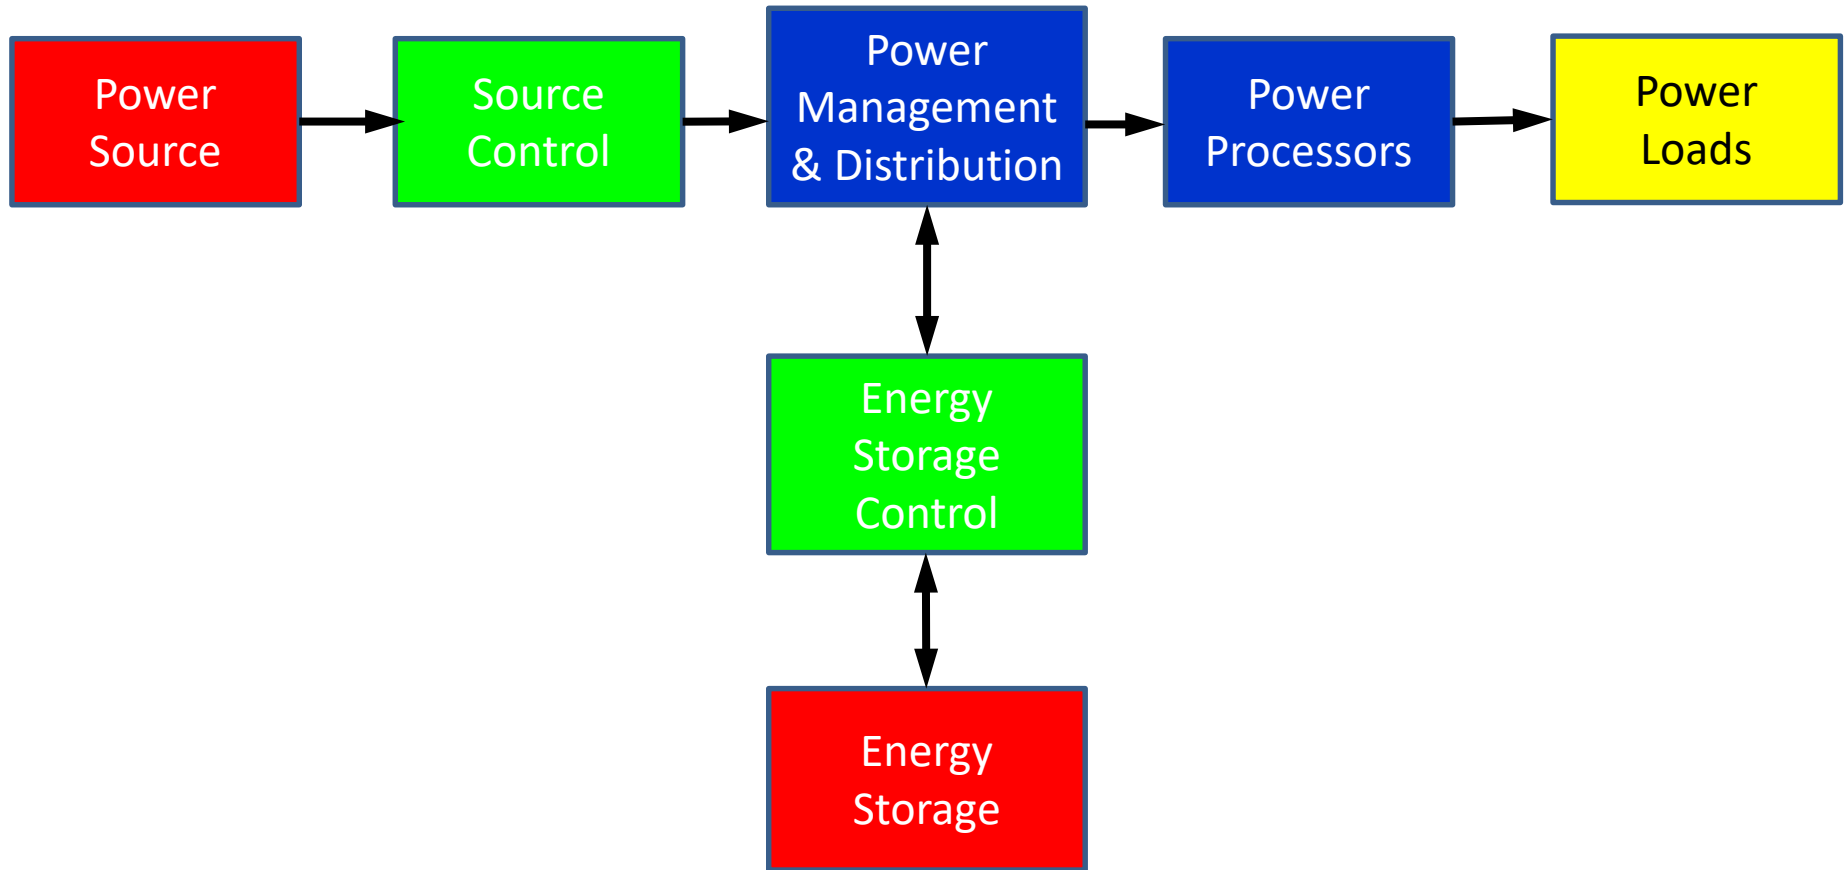 Power
Source
Source
Control
Power
Management
& Distribution
Power
Processors
Power
Loads
Energy
Storage
Control
Energy
Storage